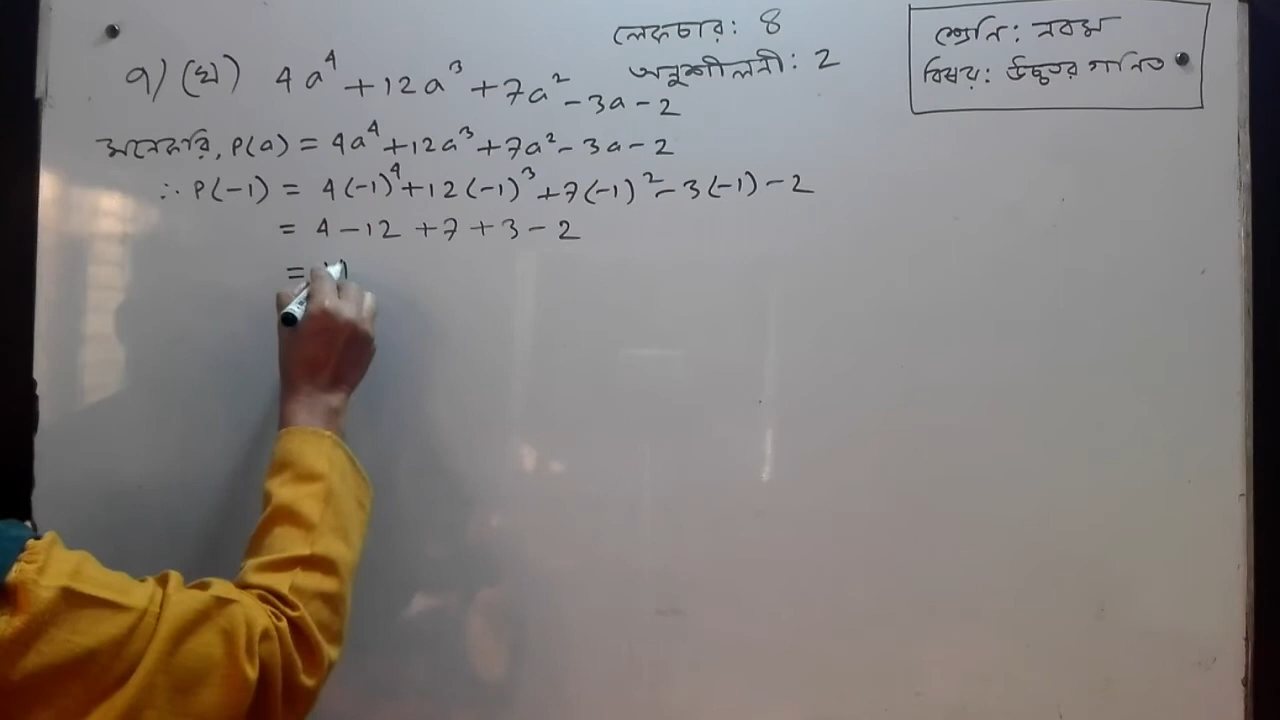 লেকচার: 8
অনুশীলনী: 2
শ্রেনি: নবম
বিষয়: উচ্চতর গানিত
৭) (ঘ) 4a⁴ + 12a³ + 7a² - 3a - 2
মনেকরি, P(a) = 4a⁴ + 12a³ + 7a² - 3a - 2
∴ P(-1) = 4(-1)⁴ + 12(-1)³ + 7(-1)² - 3(-1) - 2
= 4 - 12 + 7 + 3 - 2
=